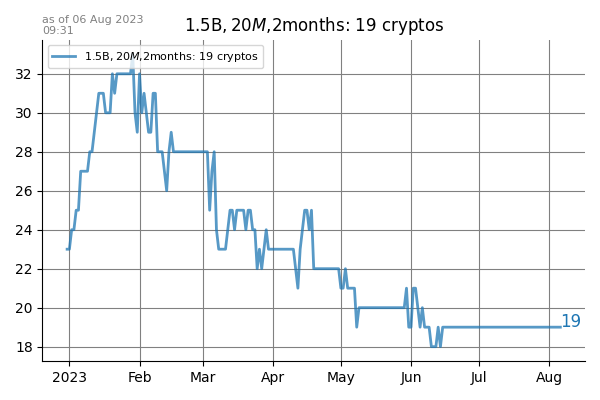 as of 06 Aug 2023
09:31
1.5B, 20M,2months: 19 cryptos
1.5B, 20M,2months: 19 cryptos
32
30
28
26
24
22
20
18
19
2023 Feb Mar Apr May Jun Jul Aug